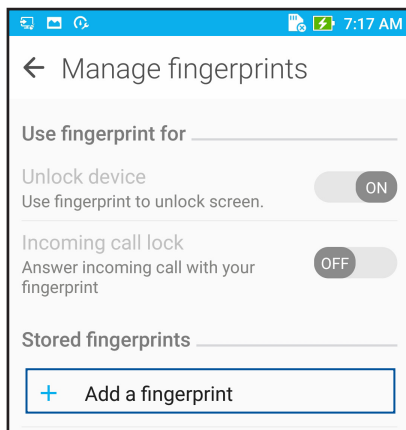 7:17 AM
Manage fingerprints
Use fingerprint for
Unlock device
ON
Use fingerprint to unlock screen.
Incoming call lock
OFF
Answer incoming call with your
fingerprint
Stored fingerprints
+ Add a fingerprint